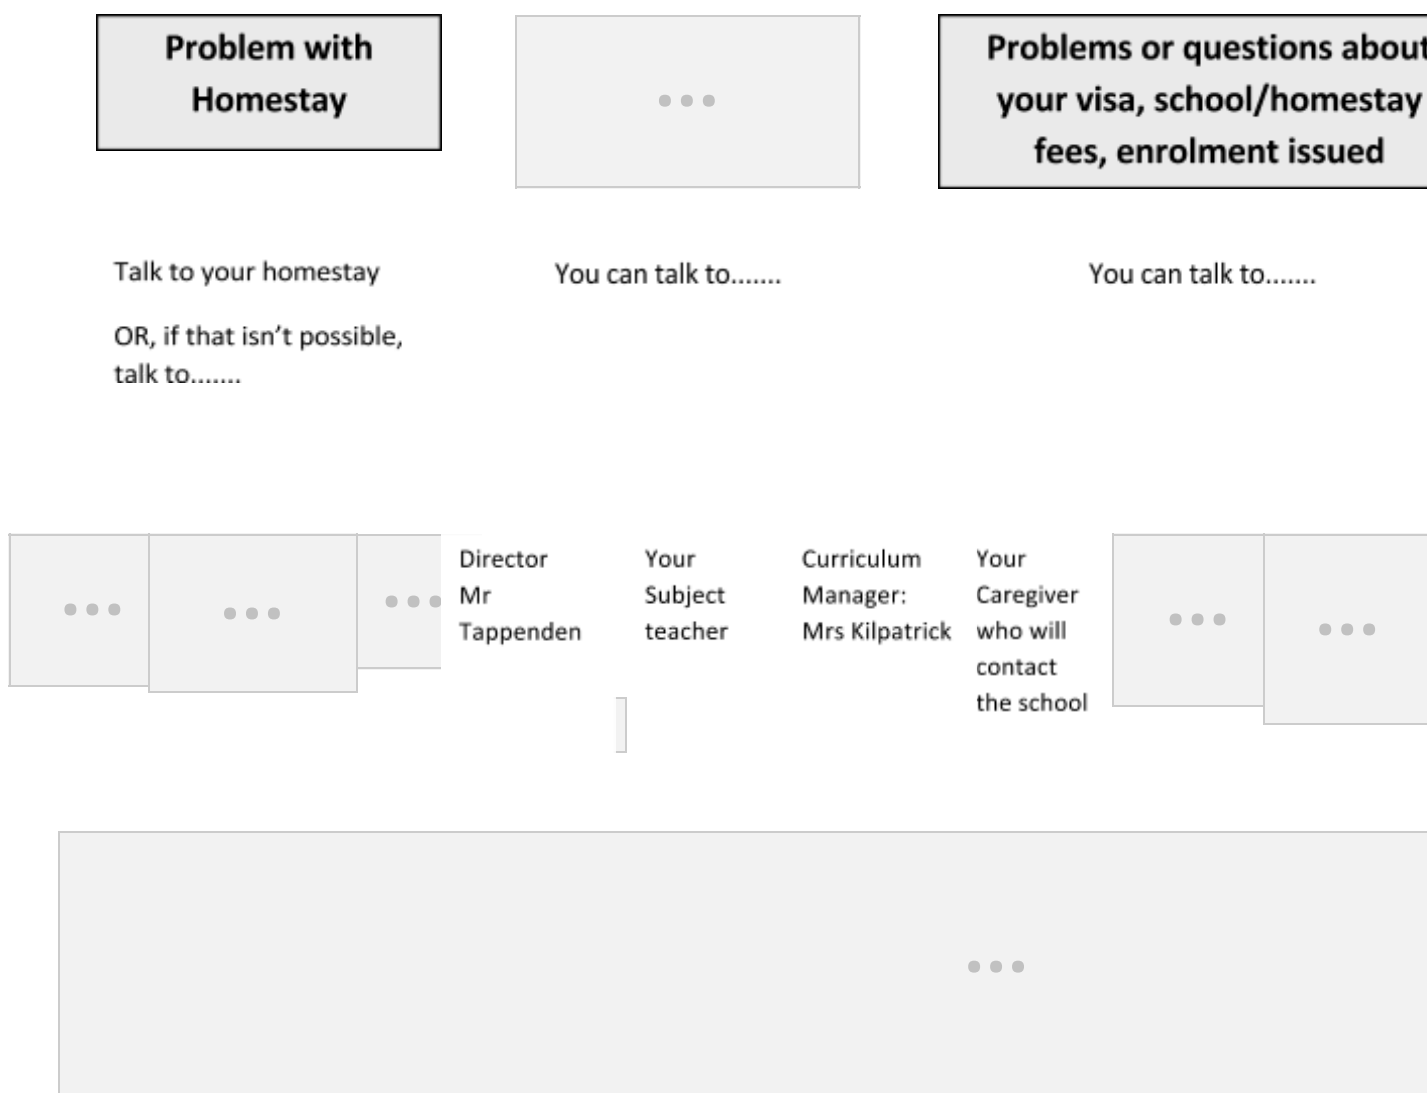 Problem with
Homestay
Problems or questions about
your visa, school/homestay
fees, enrolment issued
Talk to your homestay
OR, if that isn't possible,
talk to.......
You can talk to.......
You can talk to.......
Director
Mr
Tappenden
Your
Subject
teacher
Curriculum
Manager:
Mrs Kilpatrick
Your
Caregiver
who will
contact
the school